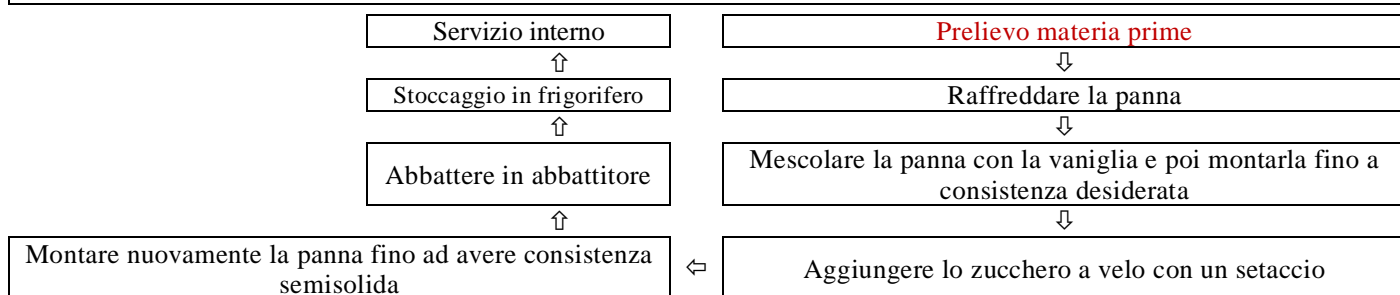 Servizio interno
Prelievo materia prime
⇧
⇩
Stoccaggio in frigorifero
Raffreddare la panna
⇧
⇩
Abbattere in abbattitore
Mescolare la panna con la vaniglia e poi montarla fino a
consistenza desiderata
⇧
⇩
Montare nuovamente la panna fino ad avere consistenza
semisolida
⇦
Aggiungere lo zucchero a velo con un setaccio